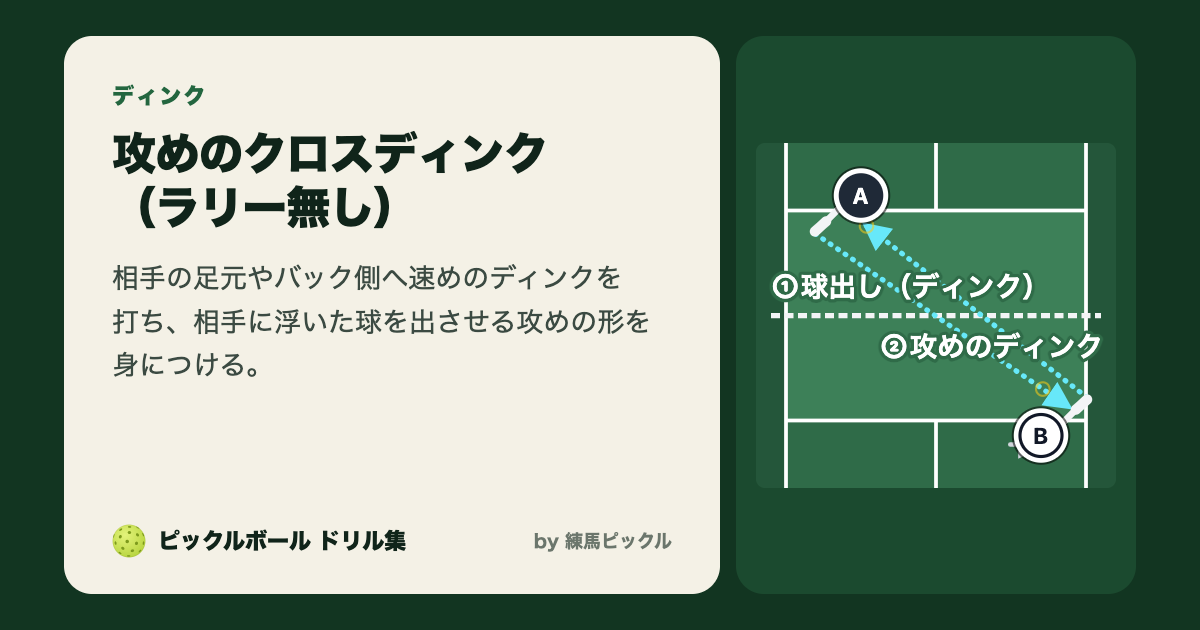 ディンク
攻めのクロスディンク
（ラリー無し）
相手の足元やバック側へ速めのディンクを
打ち、相手に浮いた球を出させる攻めの形を
身につける。
ピックルボール ドリル集
by 練馬ピックル
A
①球出し（ディンク）
②攻めのディンク
B